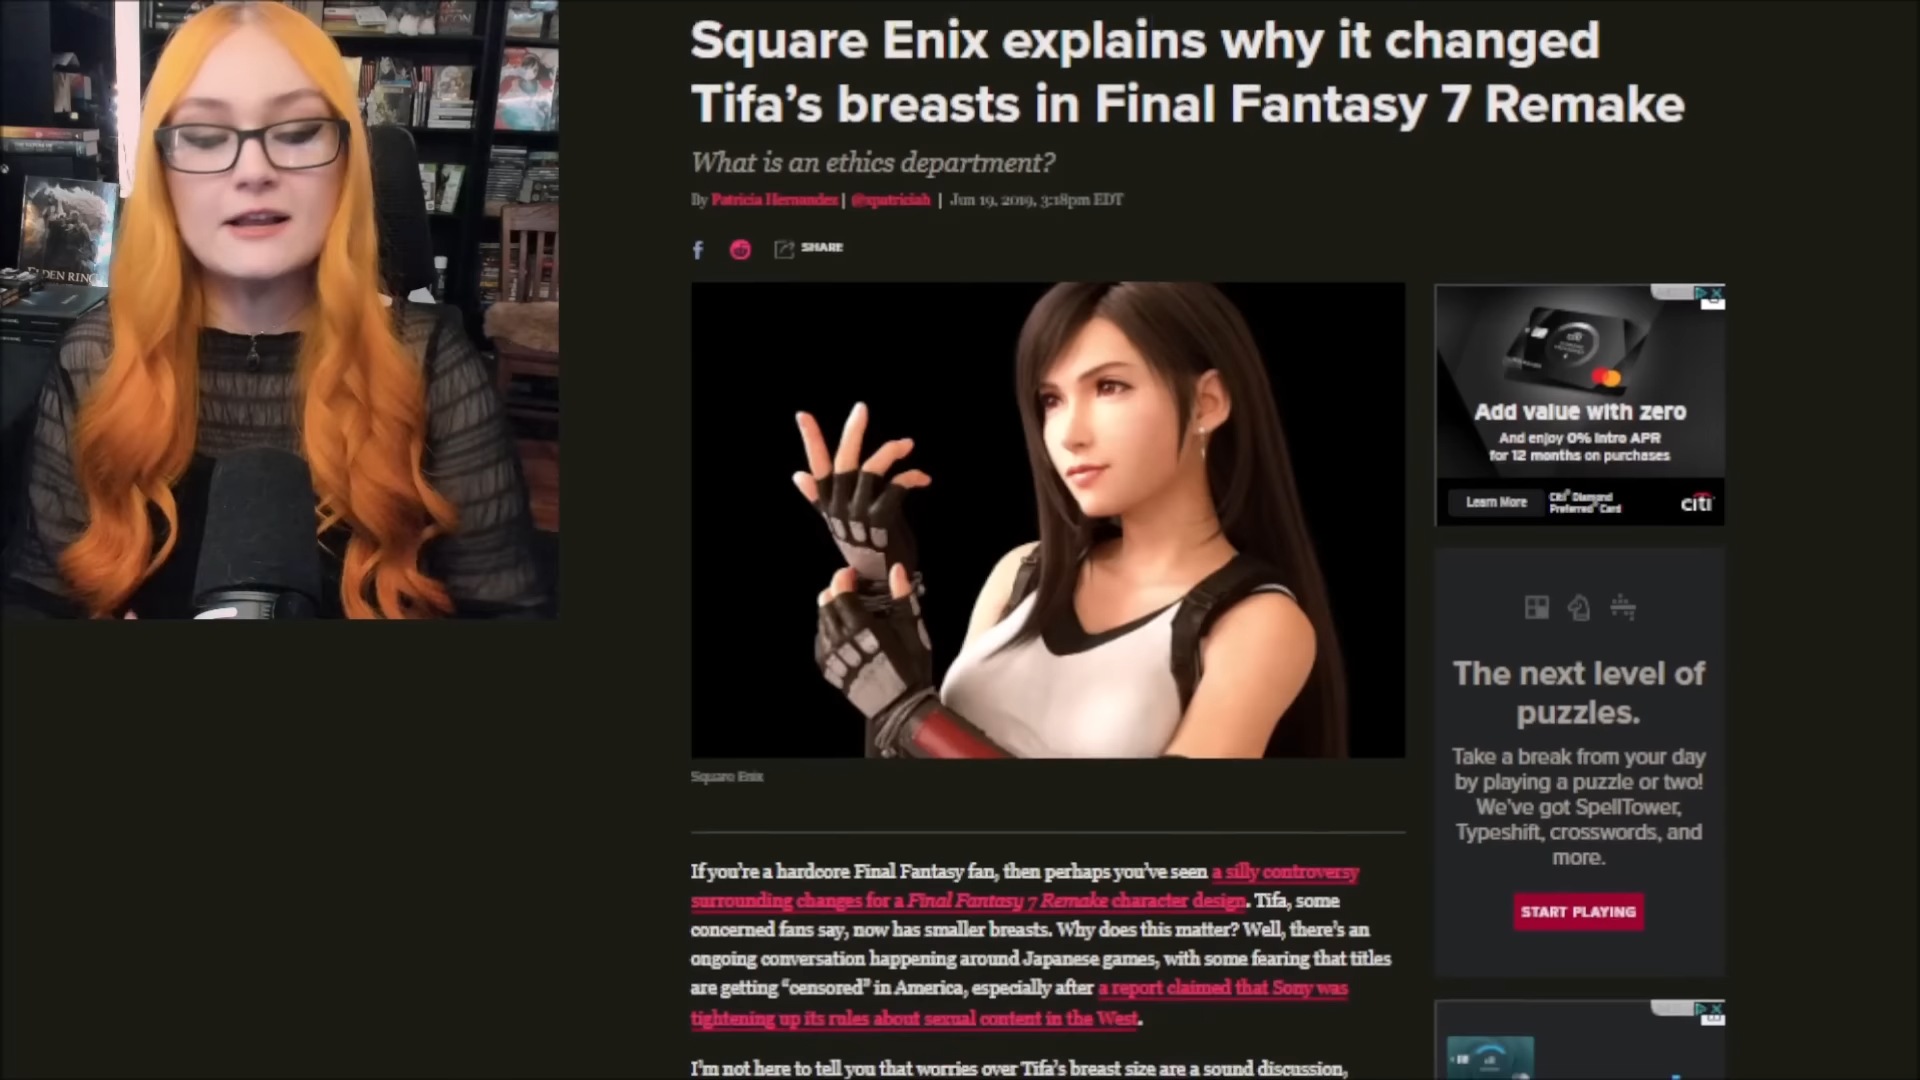 Square Enix explains why it changed
Tifa’s breasts in Final Fantasy 7 Remake
What is an ethics department?
By Patricia Hernandez | @xpatriciah | Jun 19, 2019, 3:18pm EDT
SHARE
ELDEN RING
Add value with zero
And enjoy 0% Intro APR
for 12 months on purchases
Learn More
Citi® Diamond
Preferred® Card
citi
The next level of
puzzles.
Take a break from your day
by playing a puzzle or two!
We’ve got SpellTower,
Typeshift, crosswords, and
more.
START PLAYING
Square Enix
If you’re a hardcore Final Fantasy fan, then perhaps you’ve seen a silly controversy
surrounding changes for a Final Fantasy 7 Remake character design. Tifa, some
concerned fans say, now has smaller breasts. Why does this matter? Well, there’s an
ongoing conversation happening around Japanese games, with some fearing that titles
are getting “censored” in America, especially after a report claimed that Sony was
tightening up its rules about sexual content in the West.
I’m not here to tell you that worries over Tifa’s breast size are a sound discussion,